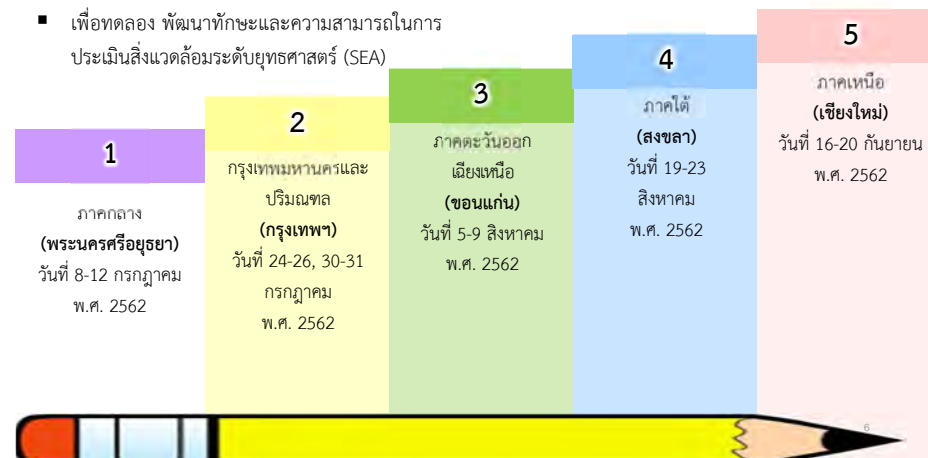 ▪ เพื่อทดลอง พัฒนาทักษะและความสามารถในการ
ประเมินสิ่งแวดล้อมระดับยุทธศาสตร์ (SEA)
1
ภาคกลาง
(พระนครศรีอยุธยา)
วันที่ 8-12 กรกฎาคม
พ.ศ. 2562
2
กรุงเทพมหานครและ
ปริมณฑล
(กรุงเทพฯ)
วันที่ 24-26, 30-31
กรกฎาคม
พ.ศ. 2562
3
ภาคตะวันออก
เฉียงเหนือ
(ขอนแก่น)
วันที่ 5-9 สิงหาคม
พ.ศ. 2562
4
ภาคใต้
(สงขลา)
วันที่ 19-23
สิงหาคม
พ.ศ. 2562
5
ภาคเหนือ
(เชียงใหม่)
วันที่ 16-20 กันยายน
พ.ศ. 2562
6